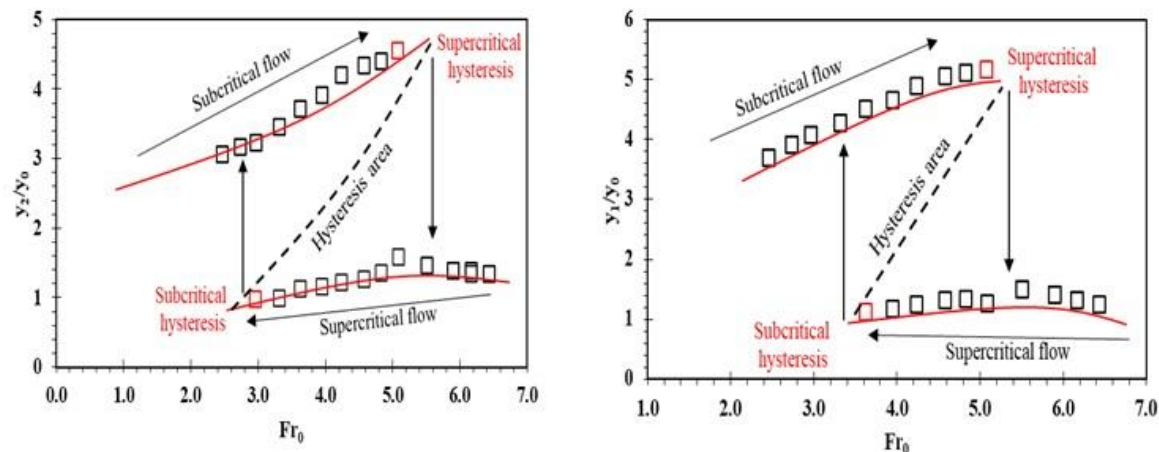 5
4
3
2
1
0
y₂/y₀
0.0 1.0 2.0 3.0 4.0 5.0 6.0 7.0
Fr₀
Subcritical flow
Supercritical
hysteresis
Hysteresis area
Subcritical
hysteresis
Supercritical flow
6
5
4
3
2
1
0
y₁/y₀
1.0 2.0 3.0 4.0 5.0 6.0 7.0
Fr₀
Subcritical flow
Supercritical
hysteresis
Hysteresis area
Subcritical
hysteresis
Supercritical flow